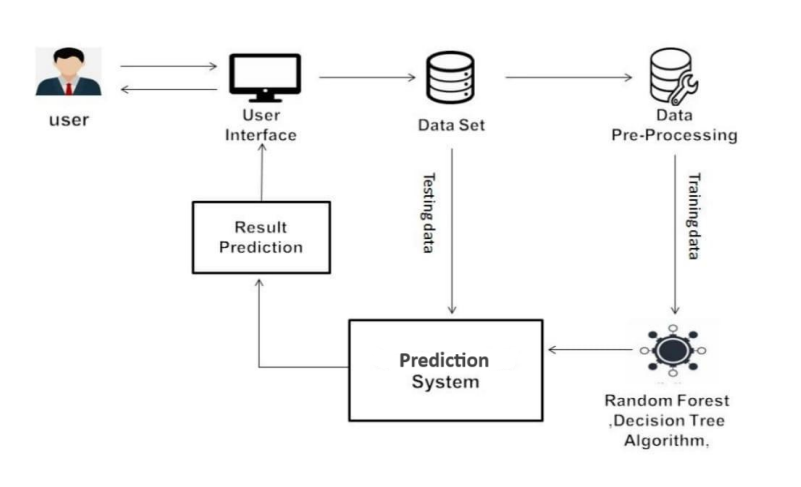 user
User
Interface
Data Set
Data
Pre-Processing
Testing data
Training data
Result
Prediction
Prediction
System
Random Forest
,Decision Tree
Algorithm,